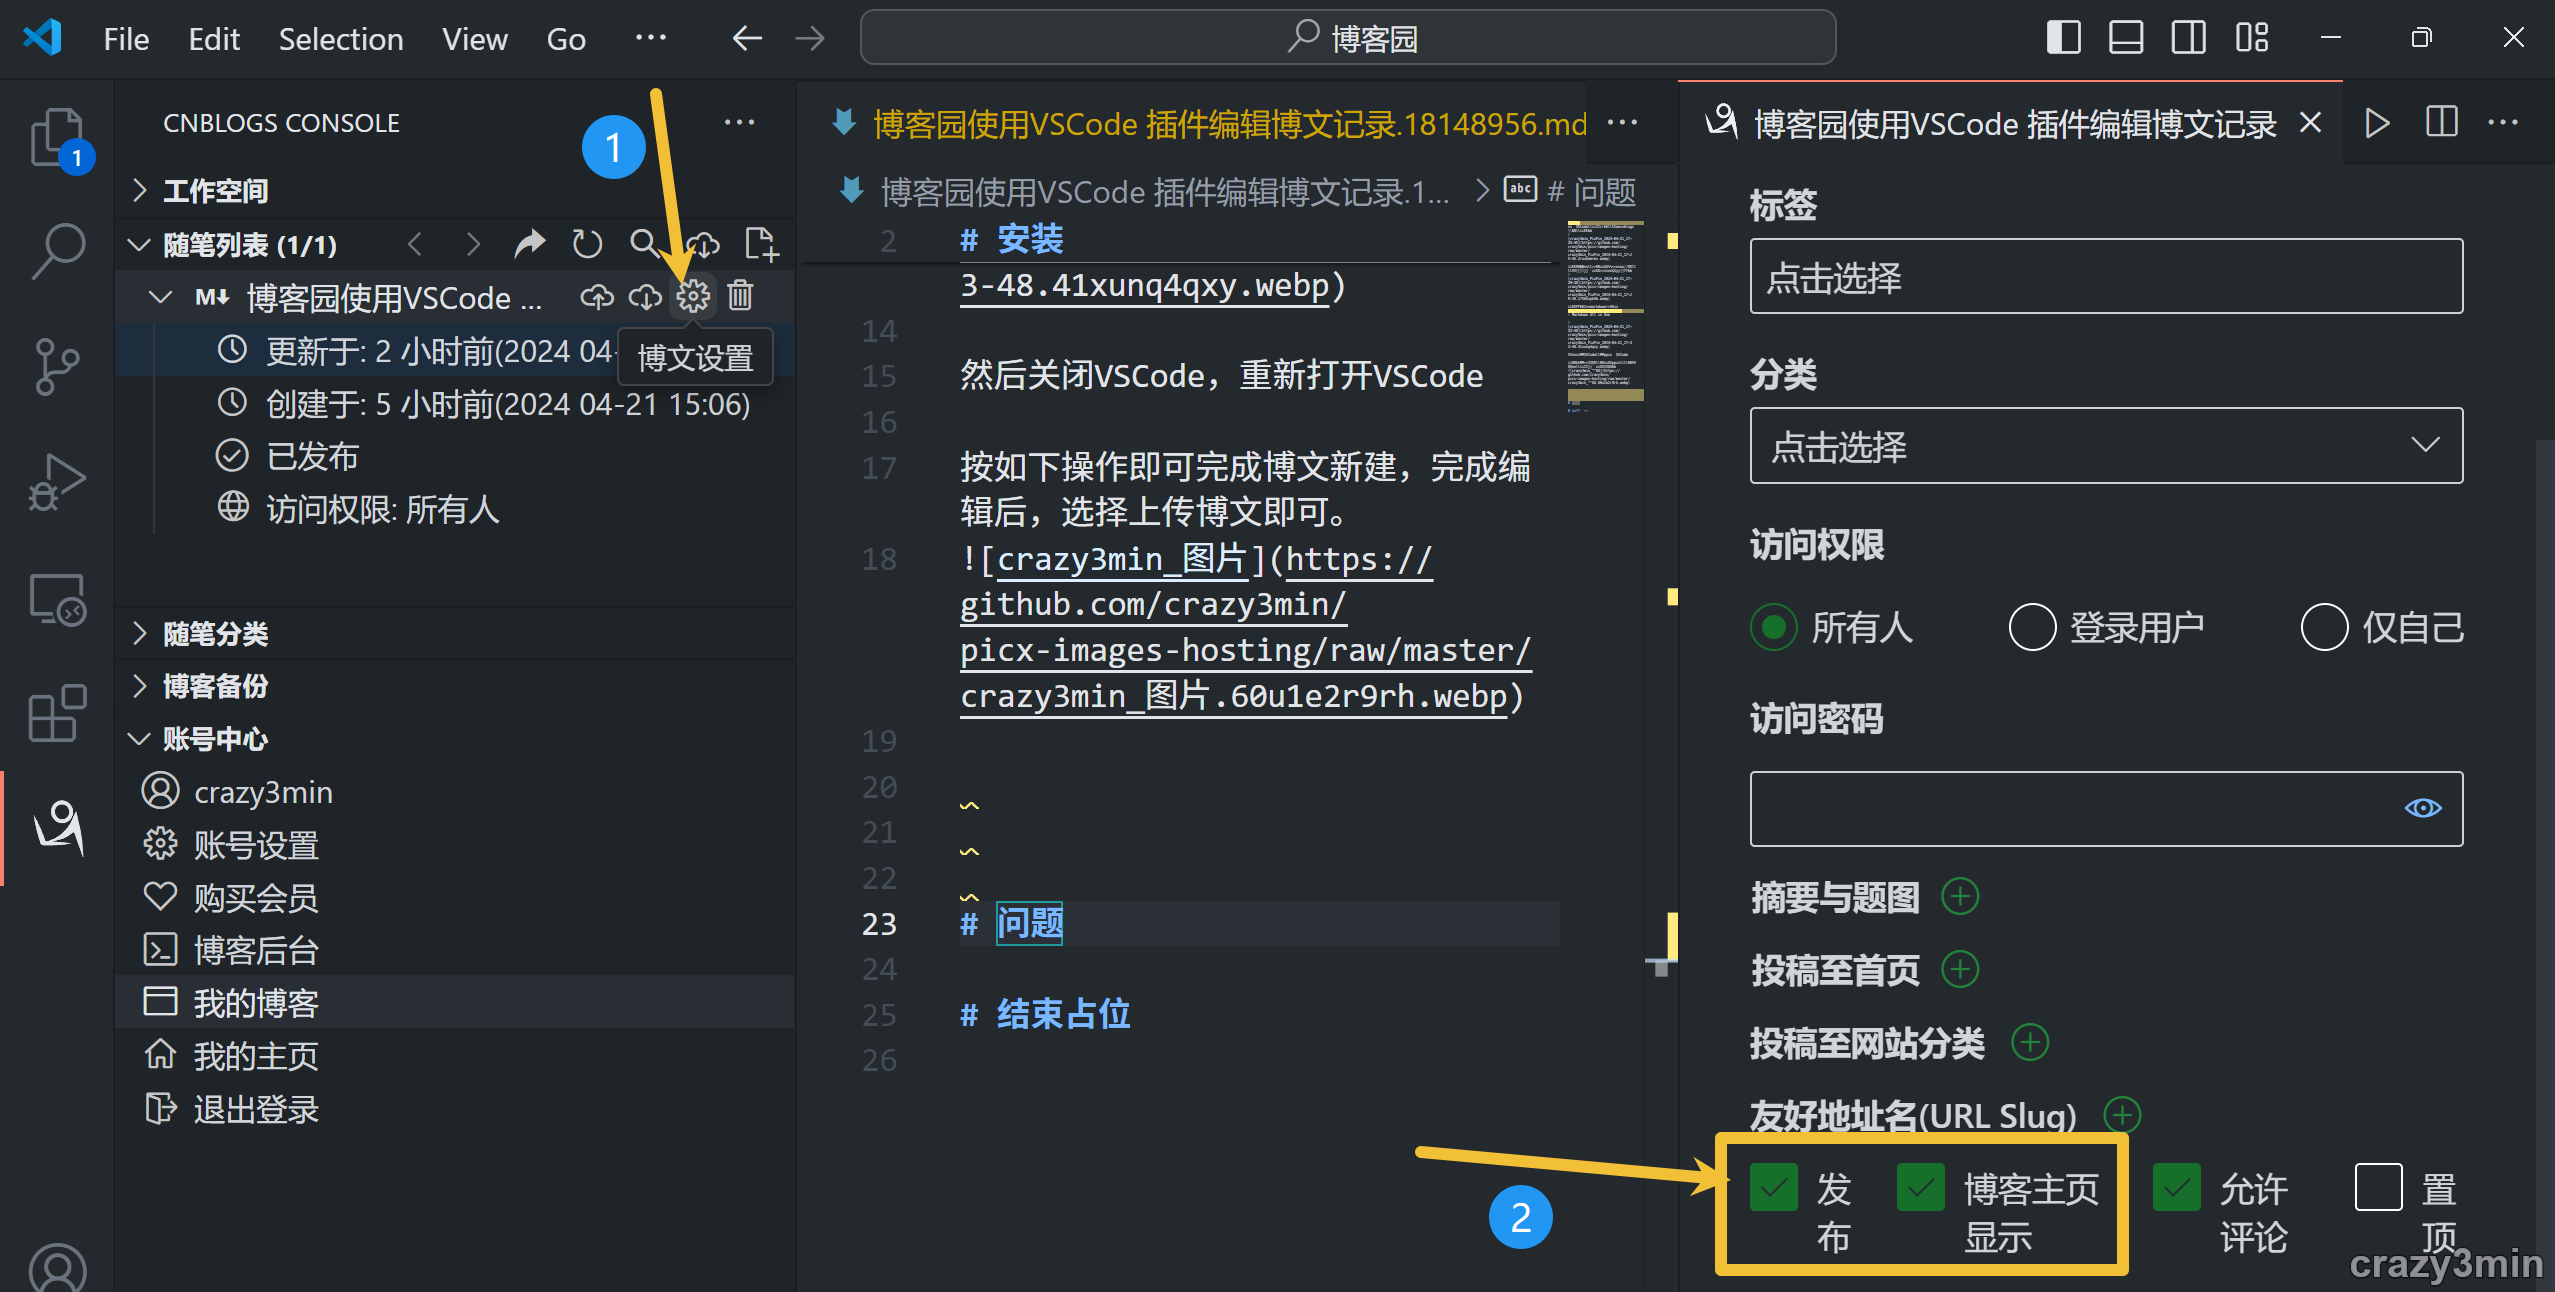 File Edit Selection View Go ···
博客园
1
CNBLOGS CONSOLE
工作空间
随笔列表 (1/1)
M↓ 博客园使用VSCode ...
博文设置
更新于: 2 小时前(2024 04-
创建于: 5 小时前(2024 04-21 15:06)
已发布
访问权限: 所有人
随笔分类
博客备份
账号中心
crazy3min
账号设置
购买会员
博客后台
我的博客
我的主页
退出登录
1
博客园使用VSCode 插件编辑博文记录.18148956.md
博客园使用VSCode 插件编辑博文记录.1... > abc # 问题
2 # 安装
3-48.41xunq4qxy.webp)
14
15 然后关闭VSCode，重新打开VSCode
16
17 按如下操作即可完成博文新建，完成编
辑后，选择上传博文即可。
18 ![crazy3min_图片](https://
github.com/crazy3min/
picx-images-hosting/raw/master/
crazy3min_图片.60u1e2r9rh.webp)
19
20
21
22
23 # 问题
24
25 # 结束占位
26
2
博客园使用VSCode 插件编辑博文记录
标签
点击选择
分类
点击选择
访问权限
所有人 登录用户 仅自己
访问密码
摘要与题图
投稿至首页
投稿至网站分类
友好地址名(URL Slug)
发布 博客主页显示 允许评论 置顶
crazy3min